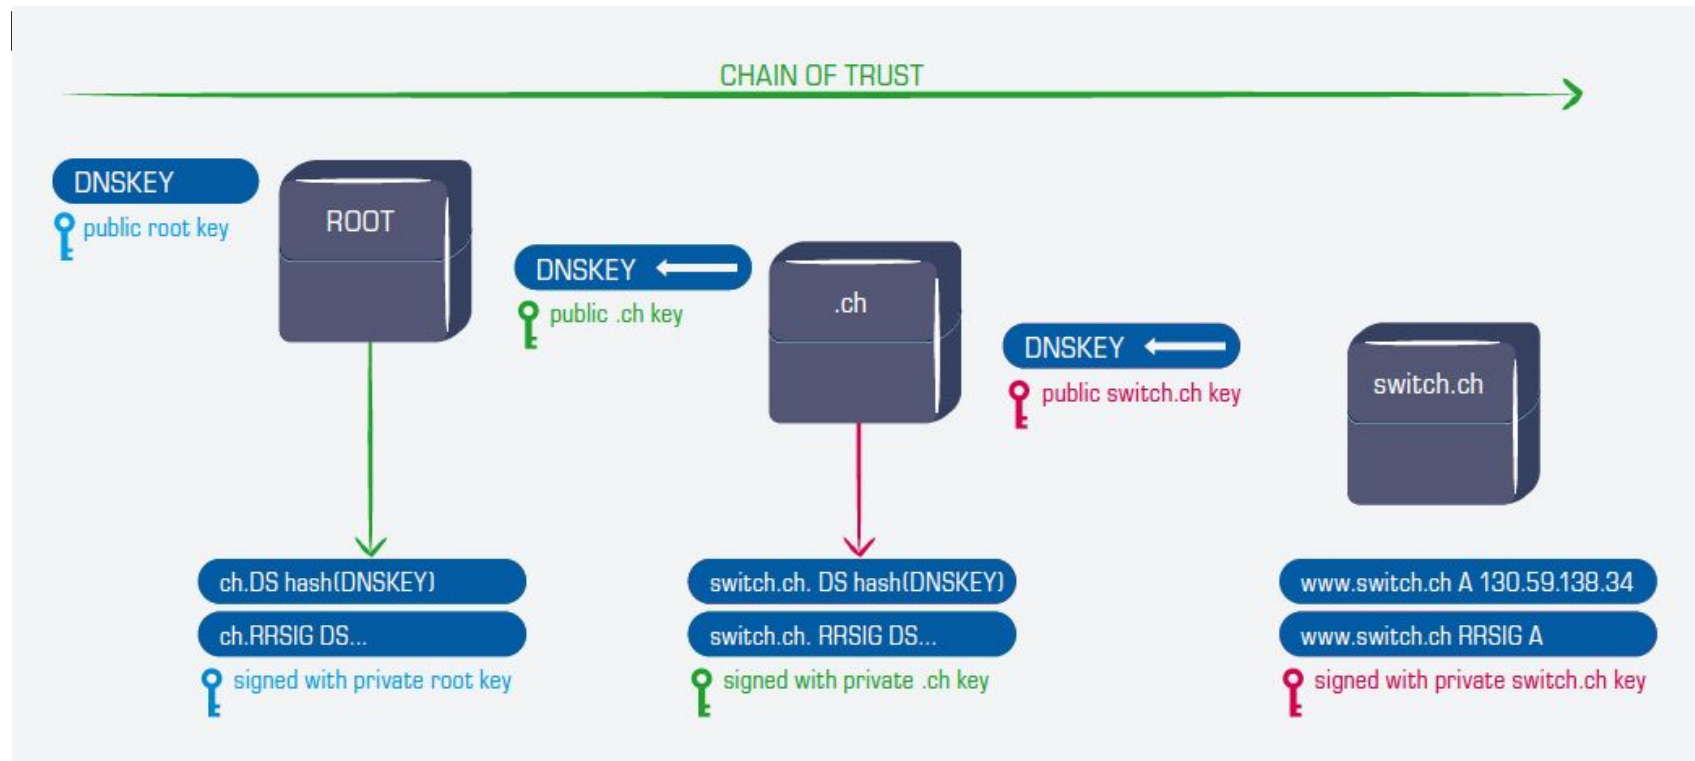 CHAIN OF TRUST
DNSKEY
public root key
ROOT
DNSKEY
public .ch key
.ch
DNSKEY
public switch.ch key
switch.ch
ch.DS hash(DNSKEY)
ch.RRSIG DS...
signed with private root key
switch.ch. DS hash(DNSKEY)
switch.ch. RRSIG DS...
signed with private .ch key
www.switch.ch A 130.59.138.34
www.switch.ch RRSIG A
signed with private switch.ch key